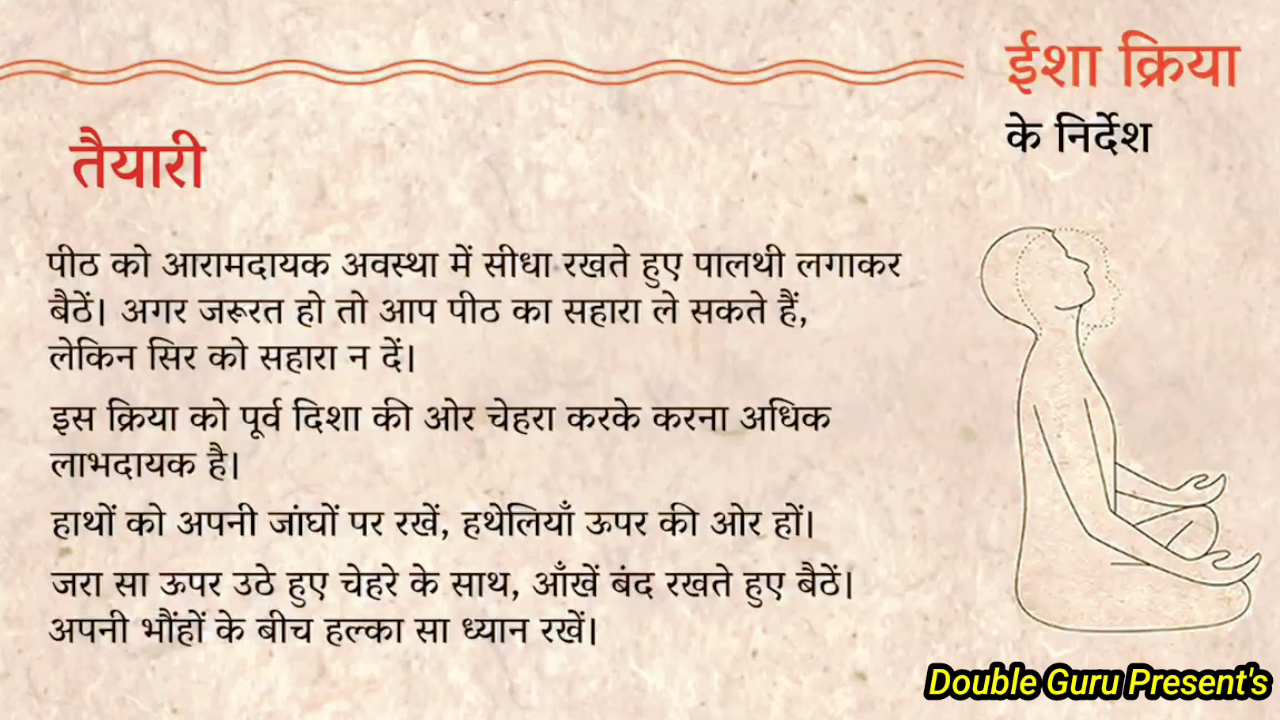 ईशा क्रिया
के निर्देश
तैयारी
पीठ को आरामदायक अवस्था में सीधा रखते हुए पालथी लगाकर
बैठें। अगर जरूरत हो तो आप पीठ का सहारा ले सकते हैं,
लेकिन सिर को सहारा न दें।
इस क्रिया को पूर्व दिशा की ओर चेहरा करके करना अधिक
लाभदायक है।
हाथों को अपनी जांघों पर रखें, हथेलियाँ ऊपर की ओर हों।
जरा सा ऊपर उठे हुए चेहरे के साथ, आँखें बंद रखते हुए बैठें।
अपनी भौंहों के बीच हल्का सा ध्यान रखें।
Double Guru Present's